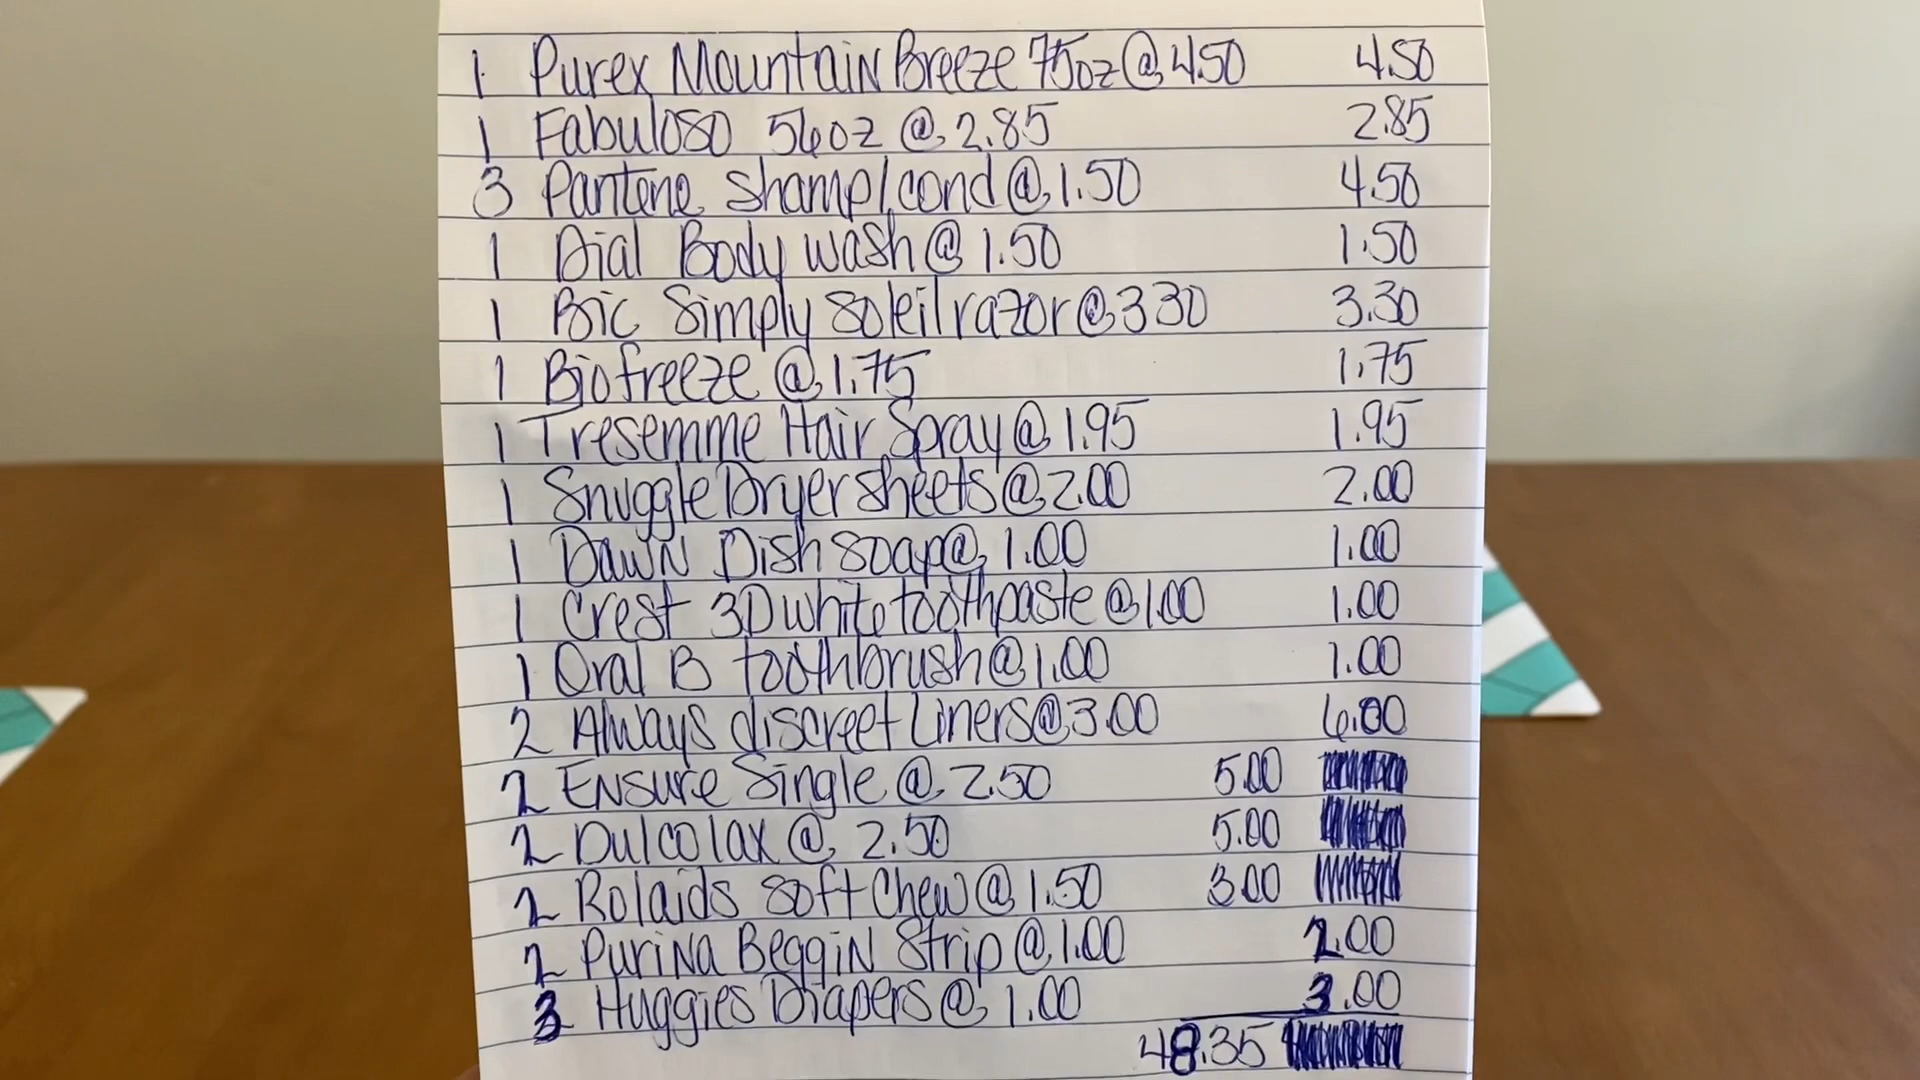 1 Purex Mountain Breeze 75oz @ 4.50 4.50
1 Fabuloso 56oz @ 2.85 2.85
3 Pantene shamp/cond @ 1.50 4.50
1 Dial Body wash @ 1.50 1.50
1 Bic Simply Soleil razor @ 3.30 3.30
1 Biofreeze @ 1.75 1.75
1 Tresemme Hair Spray @ 1.95 1.95
1 Snuggle Dryer sheets @ 2.00 2.00
1 Dawn Dish soap @ 1.00 1.00
1 Crest 3D white toothpaste @ 1.00 1.00
1 Oral B toothbrush @ 1.00 1.00
2 Always discreet Liners @ 3.00 6.00
2 Ensure Single @ 2.50 5.00
2 Dulcolax @ 2.50 5.00
2 Rolaids Soft Chew @ 1.50 3.00
2 Purina Beggin Strip @ 1.00 2.00
3 Huggies Diapers @ 1.00 3.00
48.35